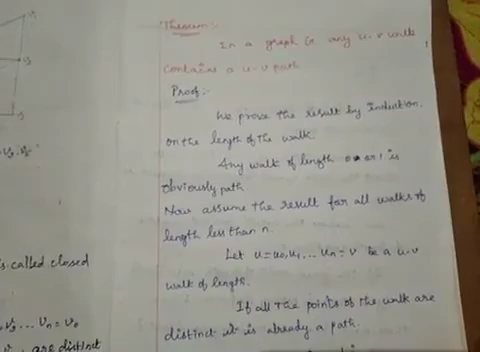 Theorem:-
In a graph G any u-v walk
contains a u-v path
Proof:-
We prove the result by Induction.
on the length of the walk.
Any walk of length 0 or 1 is
obviously path
Now assume the result for all walks of
length less than n.
Let u=u0,u1,... un=v be a u-v
walk of length.
If all the points of the walk are
distinct it is already a path.
is called closed
... Vn = V0
are distinct